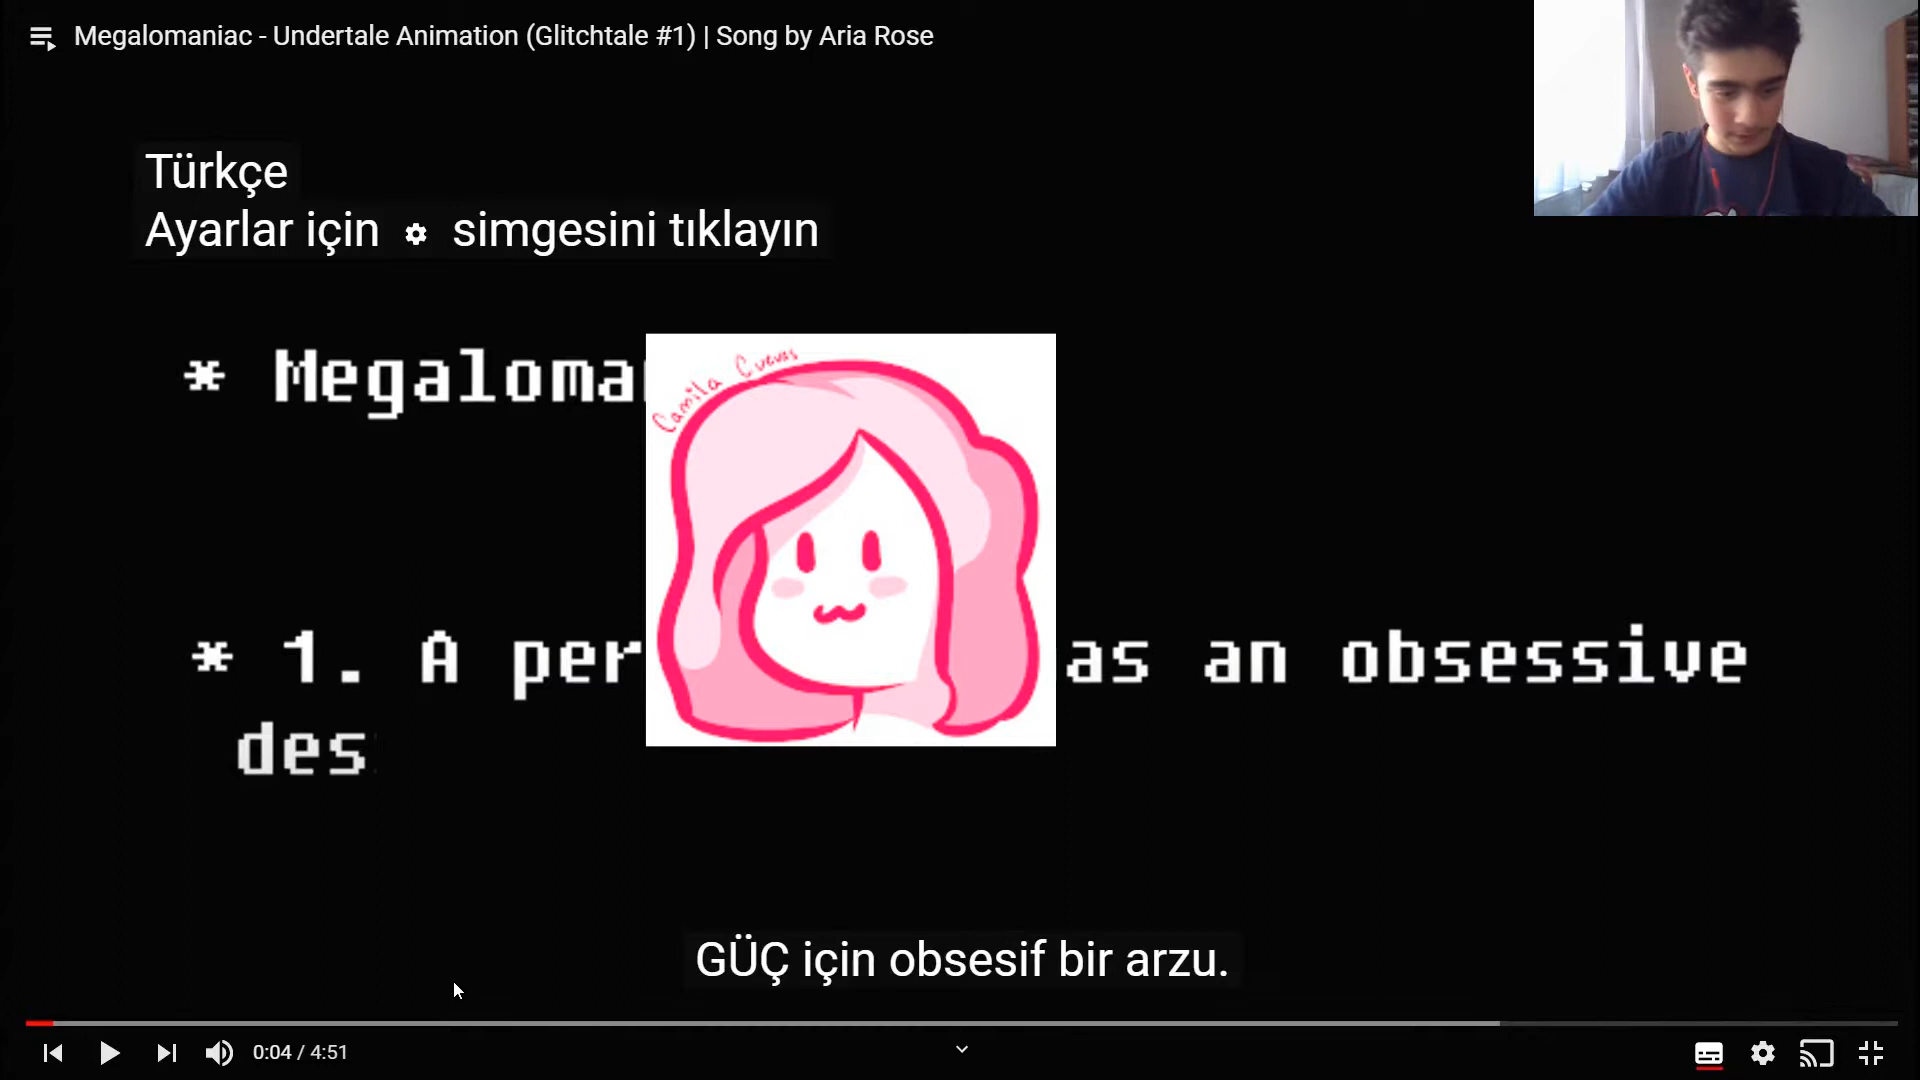 Megalomaniac - Undertale Animation (Glitchtale #1) | Song by Aria Rose
Türkçe
Ayarlar için simgesini tıklayın
* Megaloma
Camila Cuevas
* 1. A per as an obsessive
des
GÜÇ için obsesif bir arzu.
0:04 / 4:51